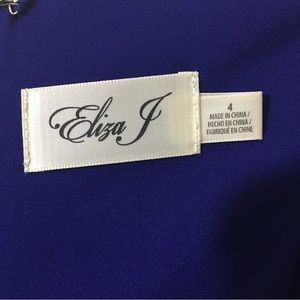 Eliza J
4
MADE IN CHINA /
HECHO EN CHINA /
FABRIQUÉ EN CHINE